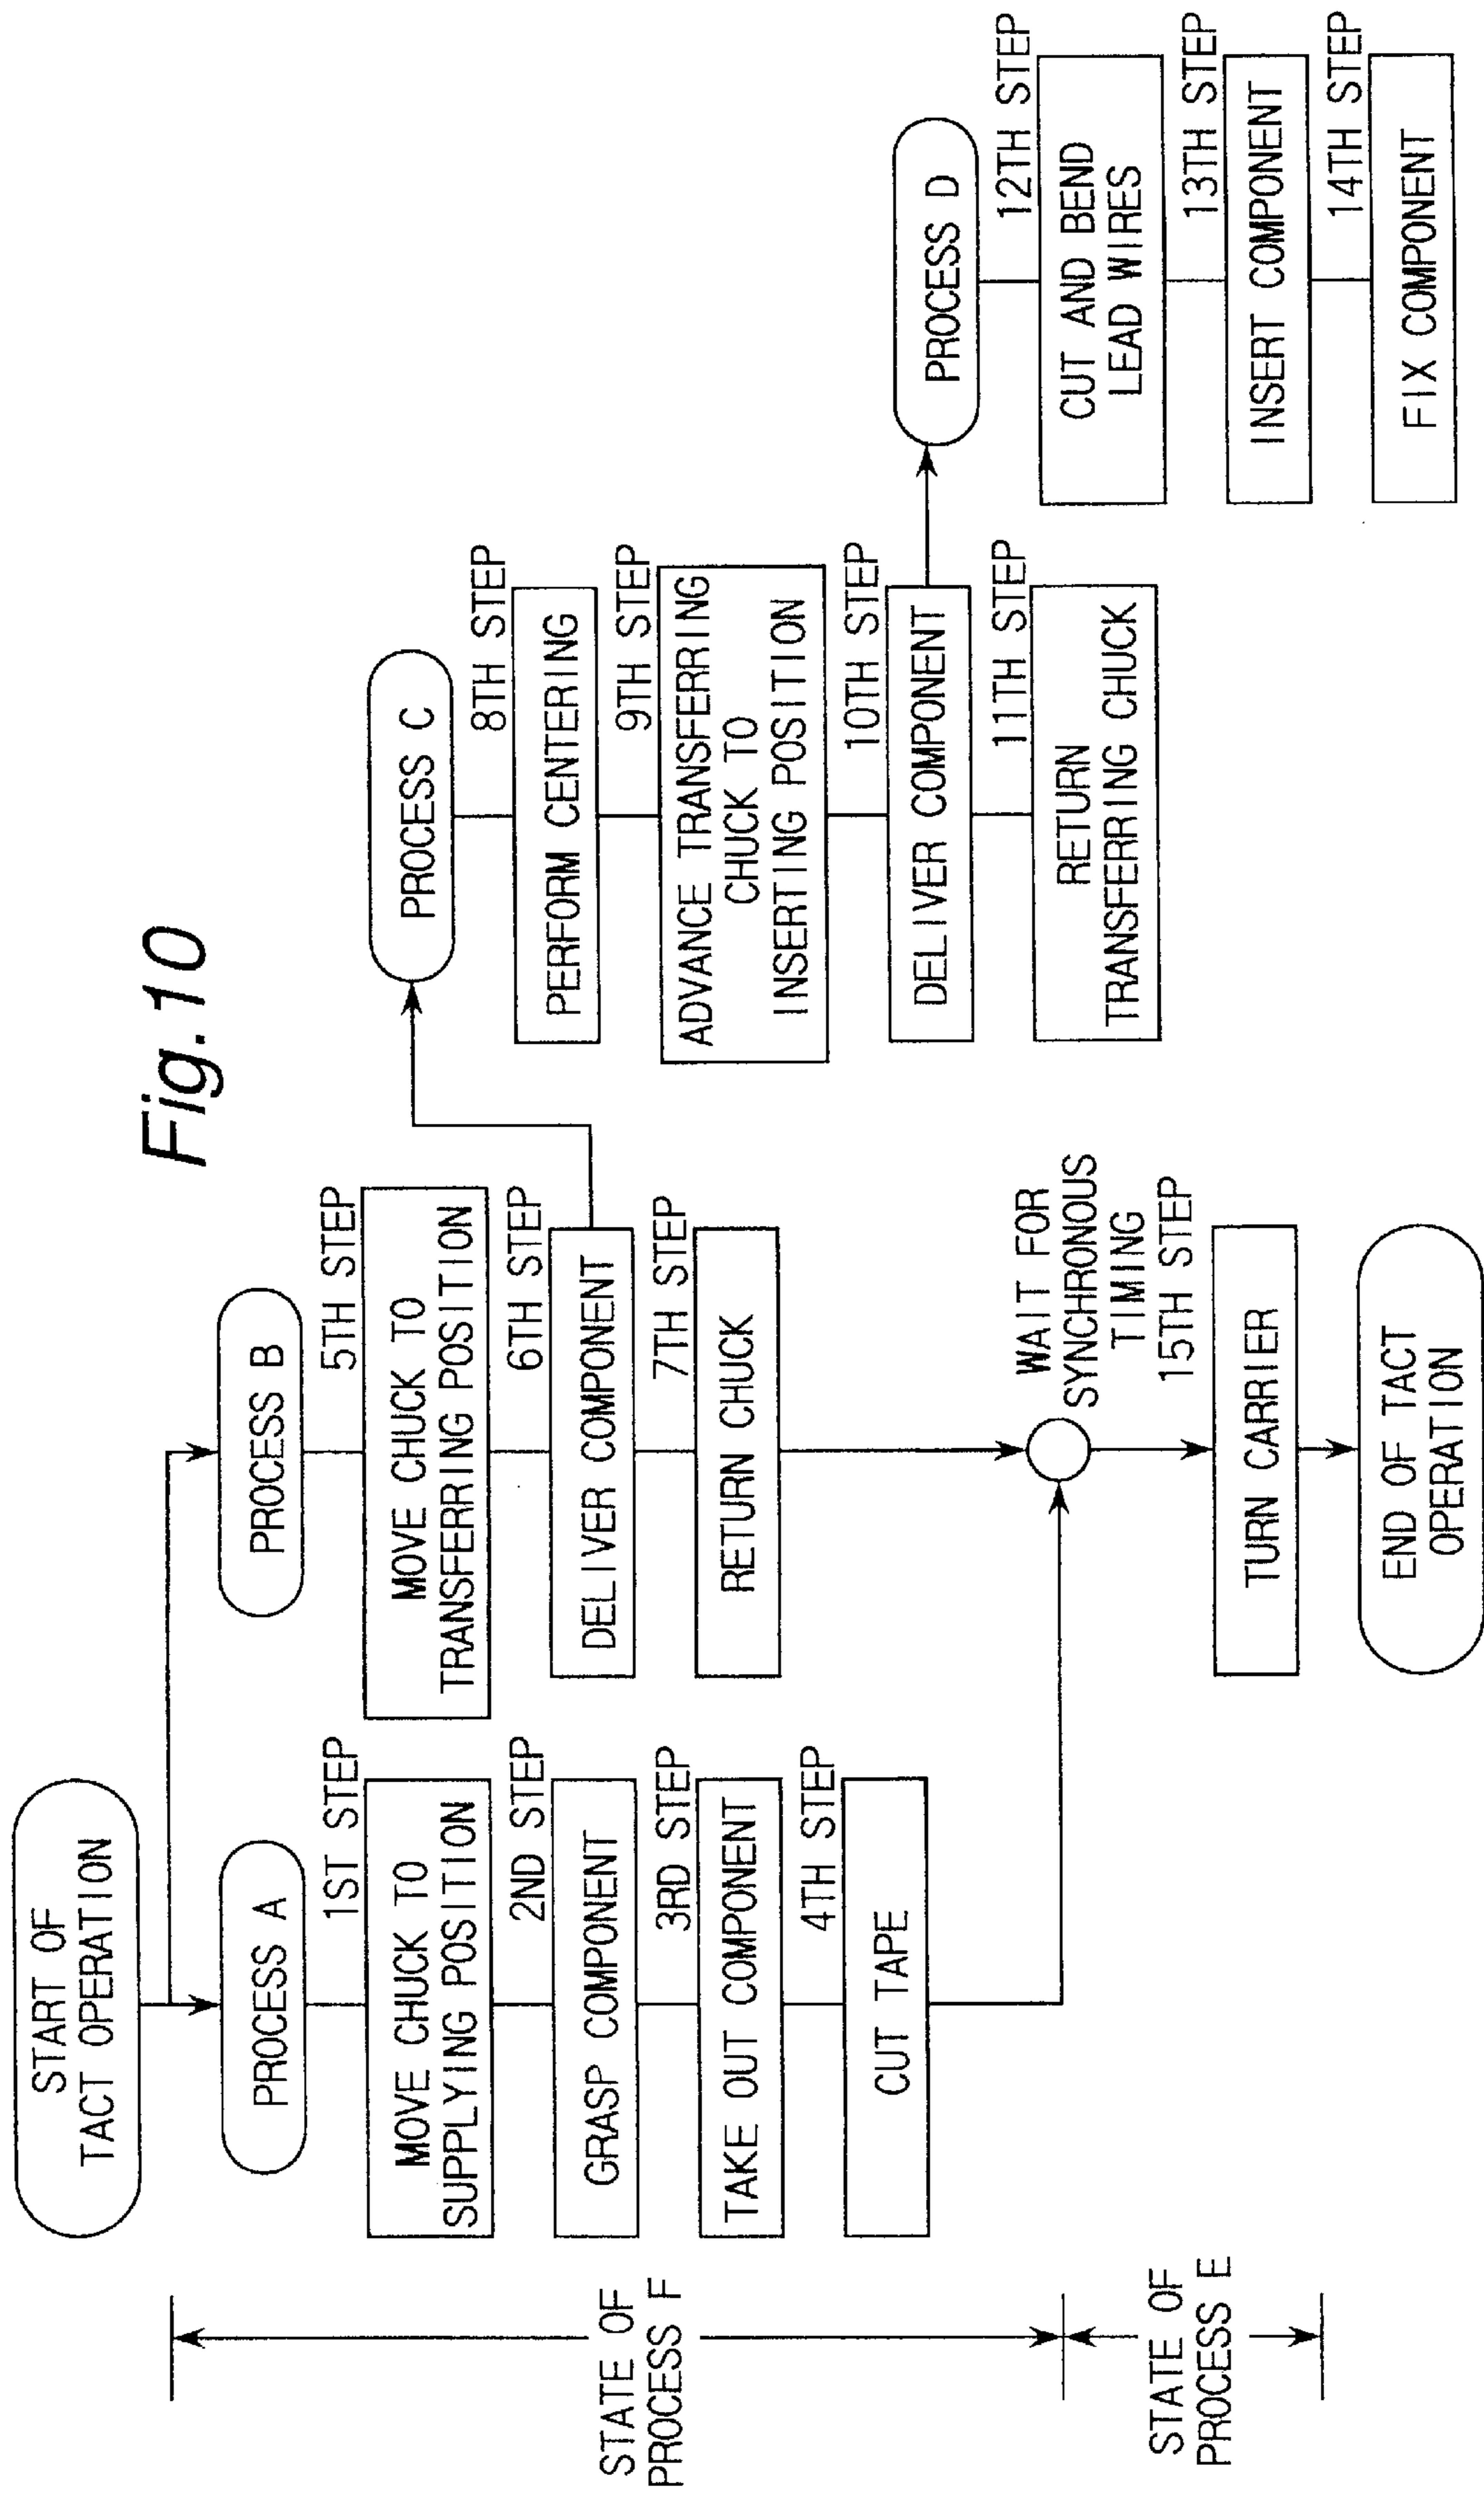 Fig.10
START OF
TACT OPERATION
PROCESS A
1ST STEP
MOVE CHUCK TO
SUPPLYING POSITION
2ND STEP
GRASP COMPONENT
3RD STEP
TAKE OUT COMPONENT
4TH STEP
CUT TAPE
PROCESS B
5TH STEP
MOVE CHUCK TO
TRANSFERRING POSITION
6TH STEP
DELIVER COMPONENT
7TH STEP
RETURN CHUCK
WAIT FOR
SYNCHRONOUS
TIMING
15TH STEP
TURN CARRIER
END OF TACT
OPERATION
PROCESS C
8TH STEP
PERFORM CENTERING
9TH STEP
ADVANCE TRANSFERRING
CHUCK TO
INSERTING POSITION
10TH STEP
DELIVER COMPONENT
11TH STEP
RETURN
TRANSFERRING CHUCK
PROCESS D
12TH STEP
CUT AND BEND
LEAD WIRES
13TH STEP
INSERT COMPONENT
14TH STEP
FIX COMPONENT
STATE OF
PROCESS F
STATE OF
PROCESS E